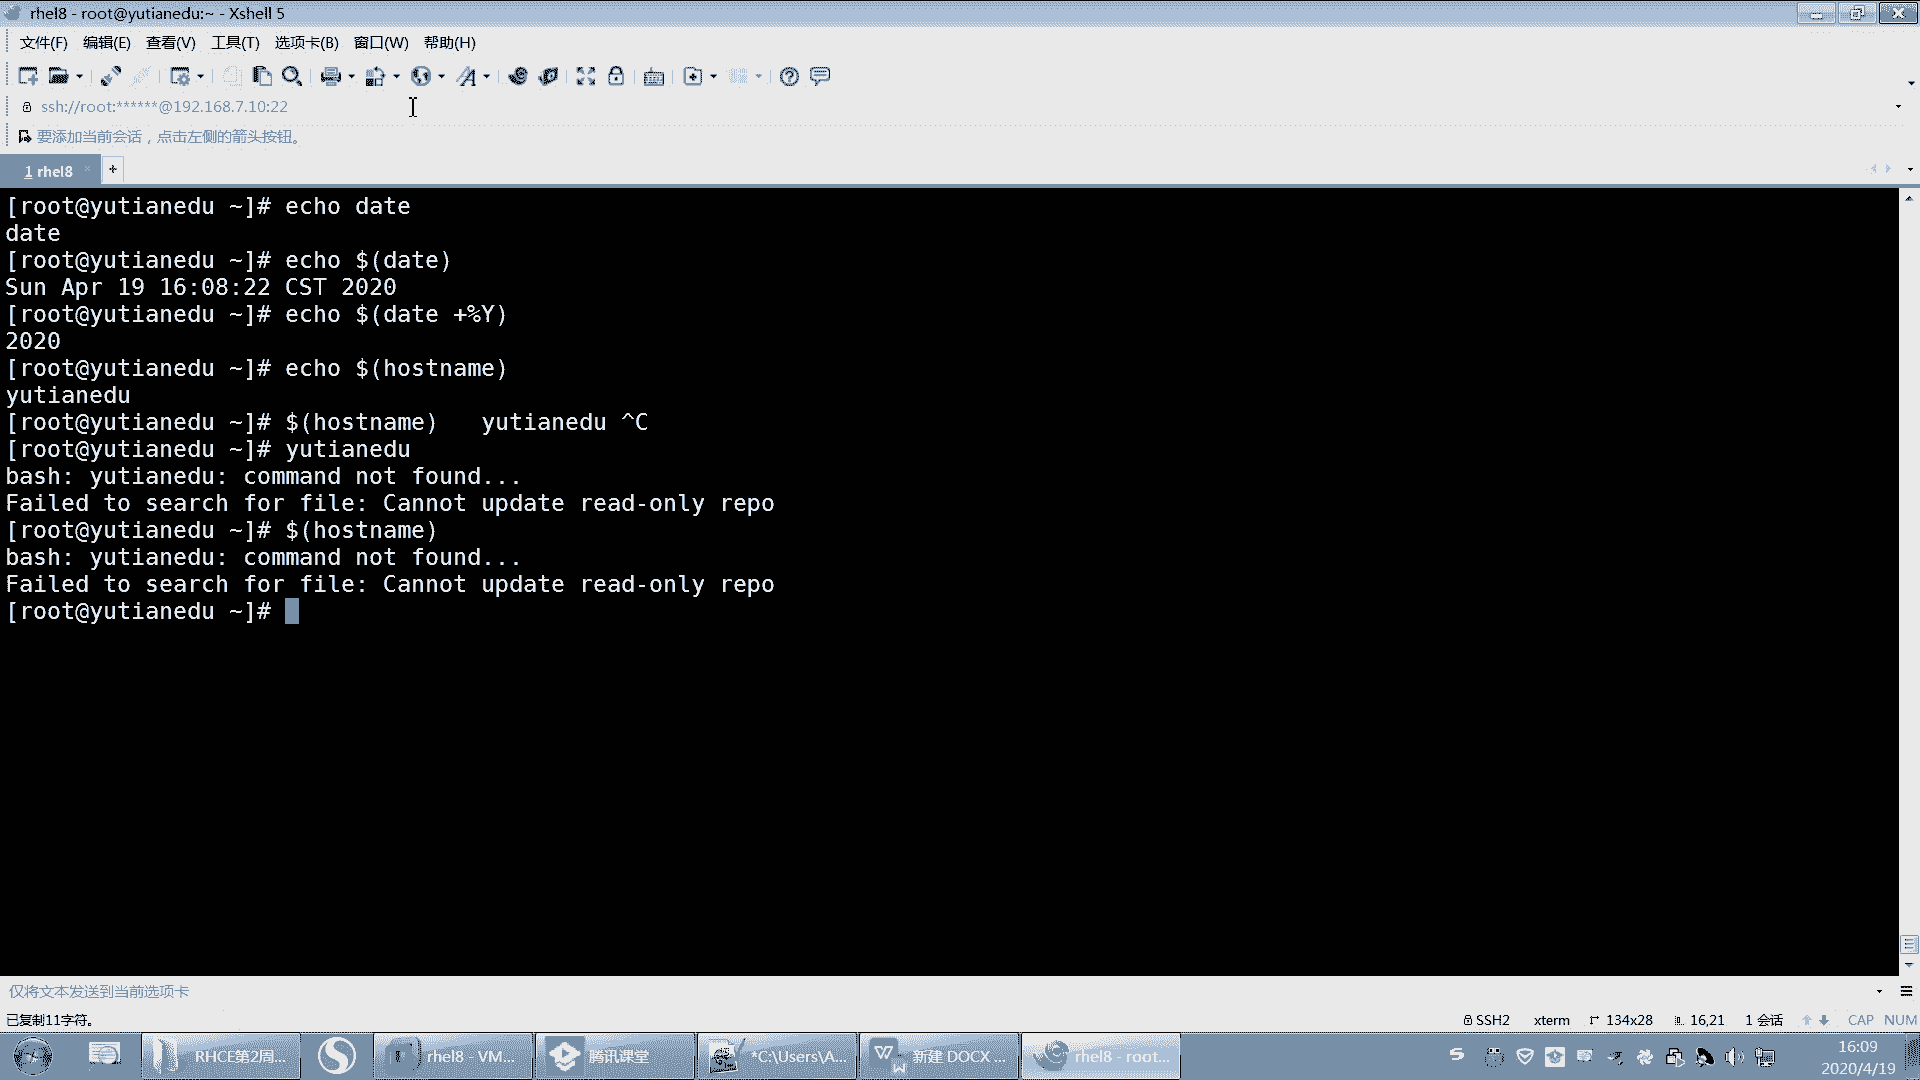 rhel8 - root@yutianedu:~ - Xshell 5
文件(F) 编辑(E) 查看(V) 工具(T) 选项卡(B) 窗口(W) 帮助(H)
ssh://root:******@192.168.7.10:22
要添加当前会话，点击左侧的箭头按钮。
1 rhel8
[root@yutianedu ~]# echo date
date
[root@yutianedu ~]# echo $(date)
Sun Apr 19 16:08:22 CST 2020
[root@yutianedu ~]# echo $(date +%Y)
2020
[root@yutianedu ~]# echo $(hostname)
yutianedu
[root@yutianedu ~]# $(hostname)   yutianedu ^C
[root@yutianedu ~]# yutianedu
bash: yutianedu: command not found...
Failed to search for file: Cannot update read-only repo
[root@yutianedu ~]# $(hostname)
bash: yutianedu: command not found...
Failed to search for file: Cannot update read-only repo
[root@yutianedu ~]#
仅将文本发送到当前选项卡
已复制11字符。 SSH2 xterm 134x28 16,21 1 会话 CAP NUM
RHCE第2周... rhel8 - VM... 腾讯课堂 *C:\Users\A... 新建 DOCX ... rhel8 - root... 16:09
2020/4/19